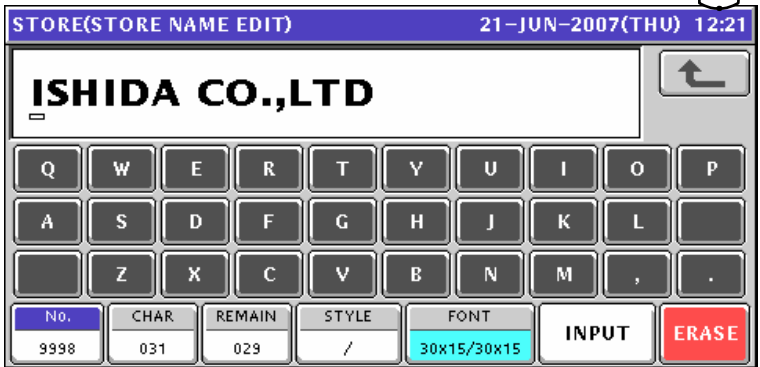 STORE(STORE NAME EDIT) 21-JUN-2007(THU) 12:21
ISHIDA CO.,LTD
Q W E R T Y U I O P
A S D F G H J K L
Z X C V B N M , .
No. CHAR REMAIN STYLE FONT INPUT ERASE
9998 031 029 / 30x15/30x15